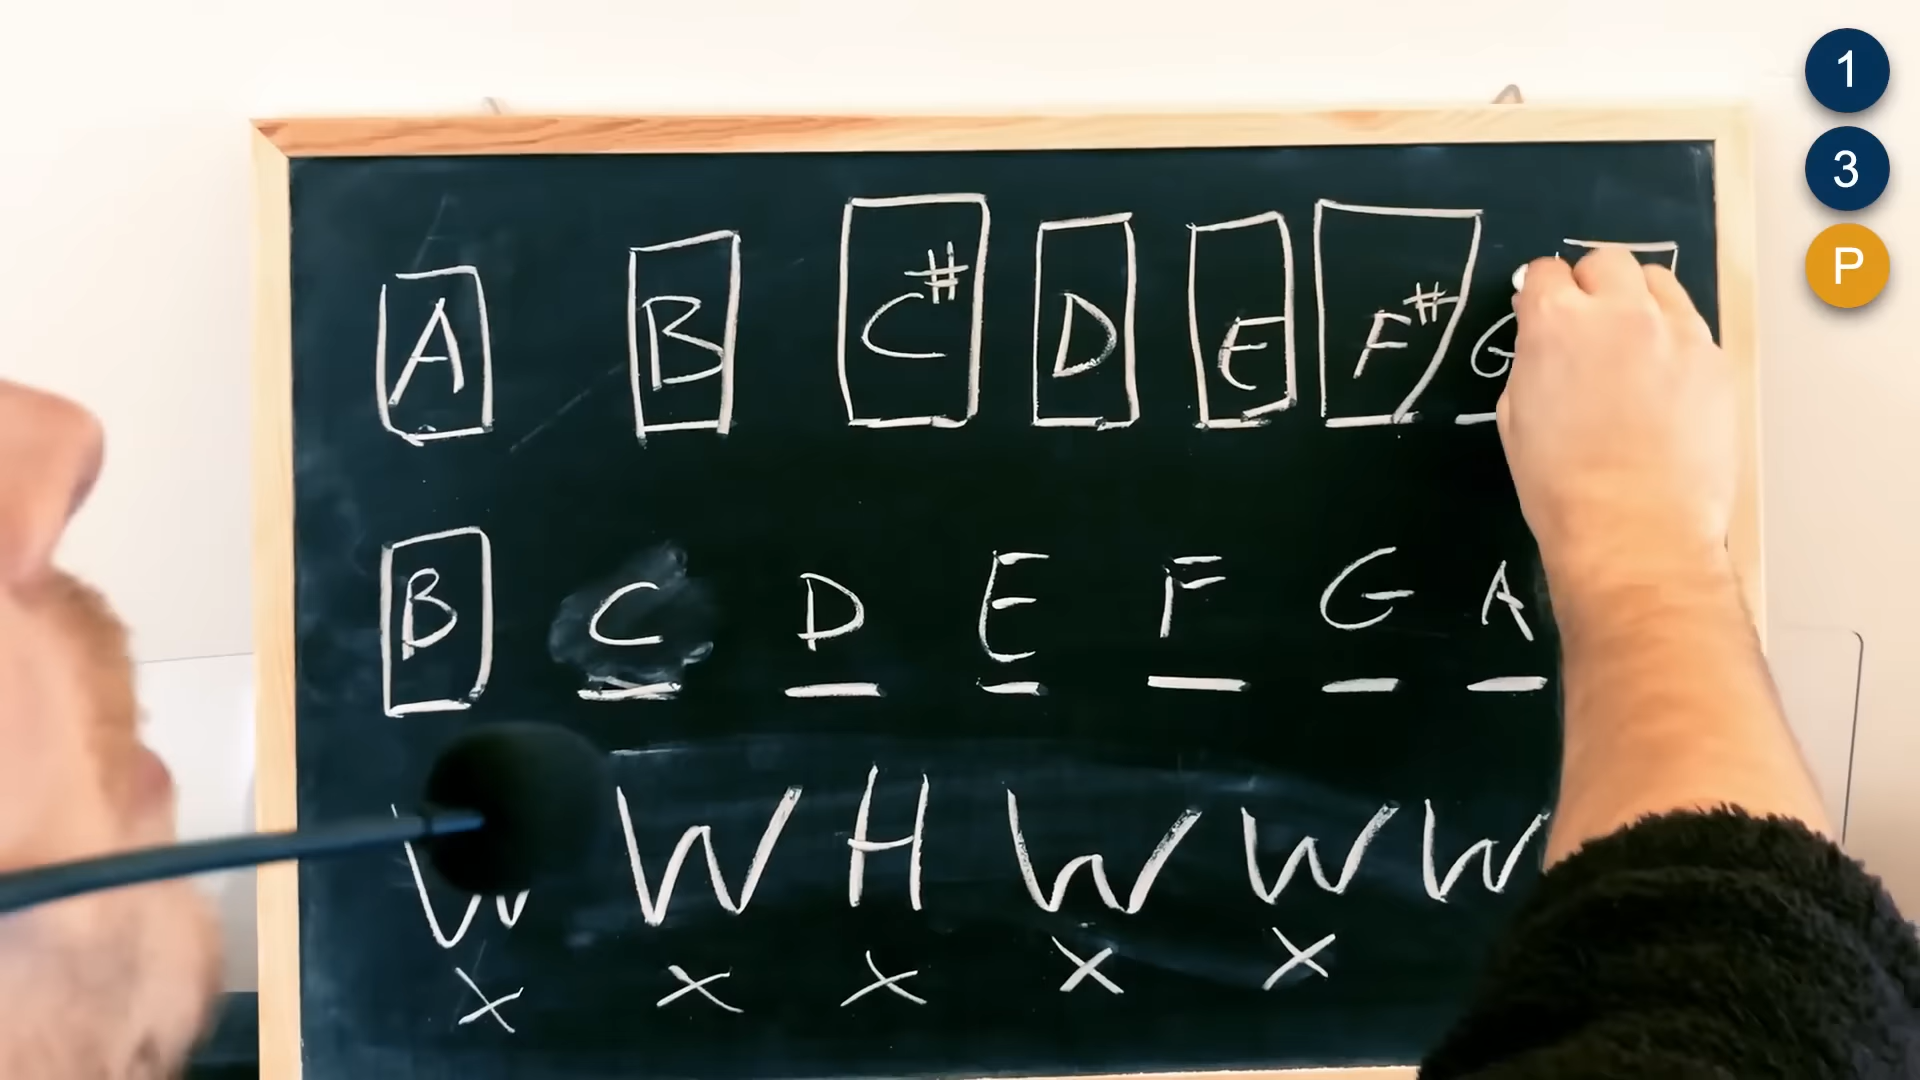 1
3
P
A B C# D E F# G
B C D E F G A
W W H W W W
x x x x x